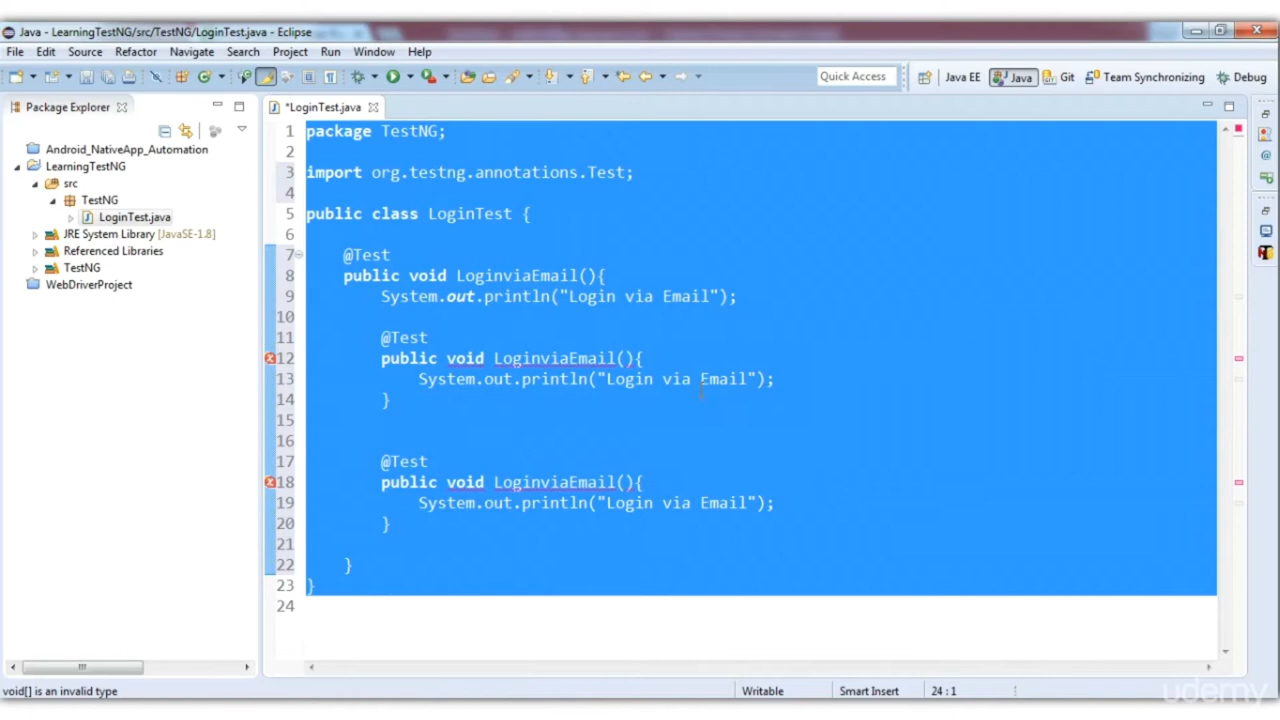 Java - LearningTestNG/src/TestNG/LoginTest.java - Eclipse
File Edit Source Refactor Navigate Search Project Run Window Help
Quick Access Java EE Java Git Team Synchronizing Debug
Package Explorer
*LoginTest.java
Android_NativeApp_Automation
LearningTestNG
src
TestNG
LoginTest.java
JRE System Library [JavaSE-1.8]
Referenced Libraries
TestNG
WebDriverProject
1 package TestNG;
2
3 import org.testng.annotations.Test;
4
5 public class LoginTest {
6
7 @Test
8 public void LoginviaEmail(){
9 System.out.println("Login via Email");
10
11 @Test
12 public void LoginviaEmail(){
13 System.out.println("Login via Email");
14 }
15
16
17 @Test
18 public void LoginviaEmail(){
19 System.out.println("Login via Email");
20 }
21
22 }
23 }
24
void[] is an invalid type Writable Smart Insert 24 : 1
udemy